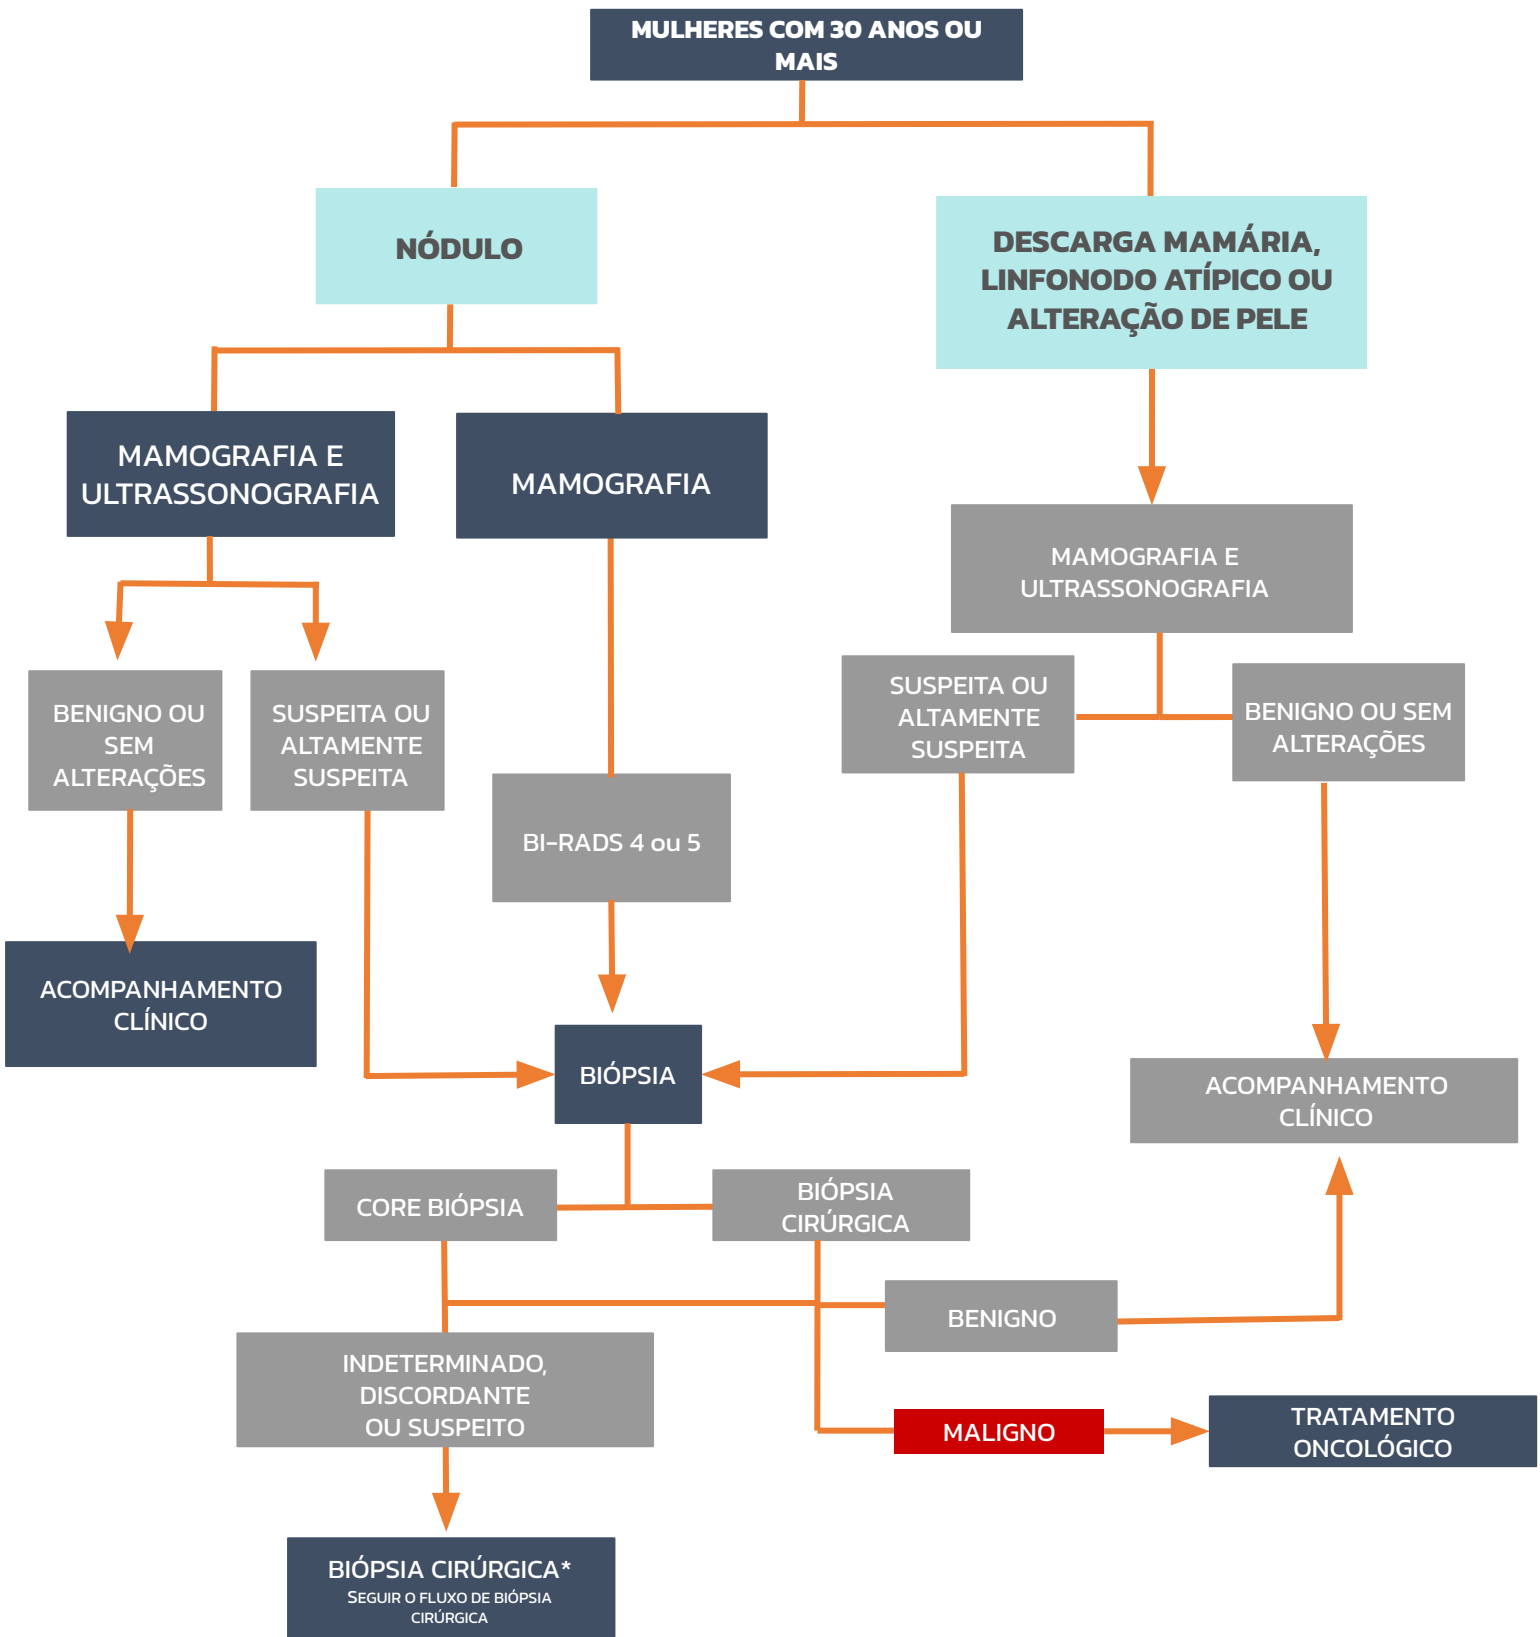 MULHERES COM 30 ANOS OU
MAIS
NÓDULO
DESCARGA MAMÁRIA,
LINFONODO ATÍPICO OU
ALTERAÇÃO DE PELE
MAMOGRAFIA E
ULTRASSONOGRAFIA
MAMOGRAFIA
MAMOGRAFIA E
ULTRASSONOGRAFIA
BENIGNO OU
SEM
ALTERAÇÕES
SUSPEITA OU
ALTAMENTE
SUSPEITA
SUSPEITA OU
ALTAMENTE
SUSPEITA
BENIGNO OU SEM
ALTERAÇÕES
BI-RADS 4 ou 5
ACOMPANHAMENTO
CLÍNICO
BIÓPSIA
ACOMPANHAMENTO
CLÍNICO
CORE BIÓPSIA
BIÓPSIA
CIRÚRGICA
BENIGNO
INDETERMINADO,
DISCORDANTE
OU SUSPEITO
MALIGNO
TRATAMENTO
ONCOLÓGICO
BIÓPSIA CIRÚRGICA*
SEGUIR O FLUXO DE BIÓPSIA
CIRÚRGICA